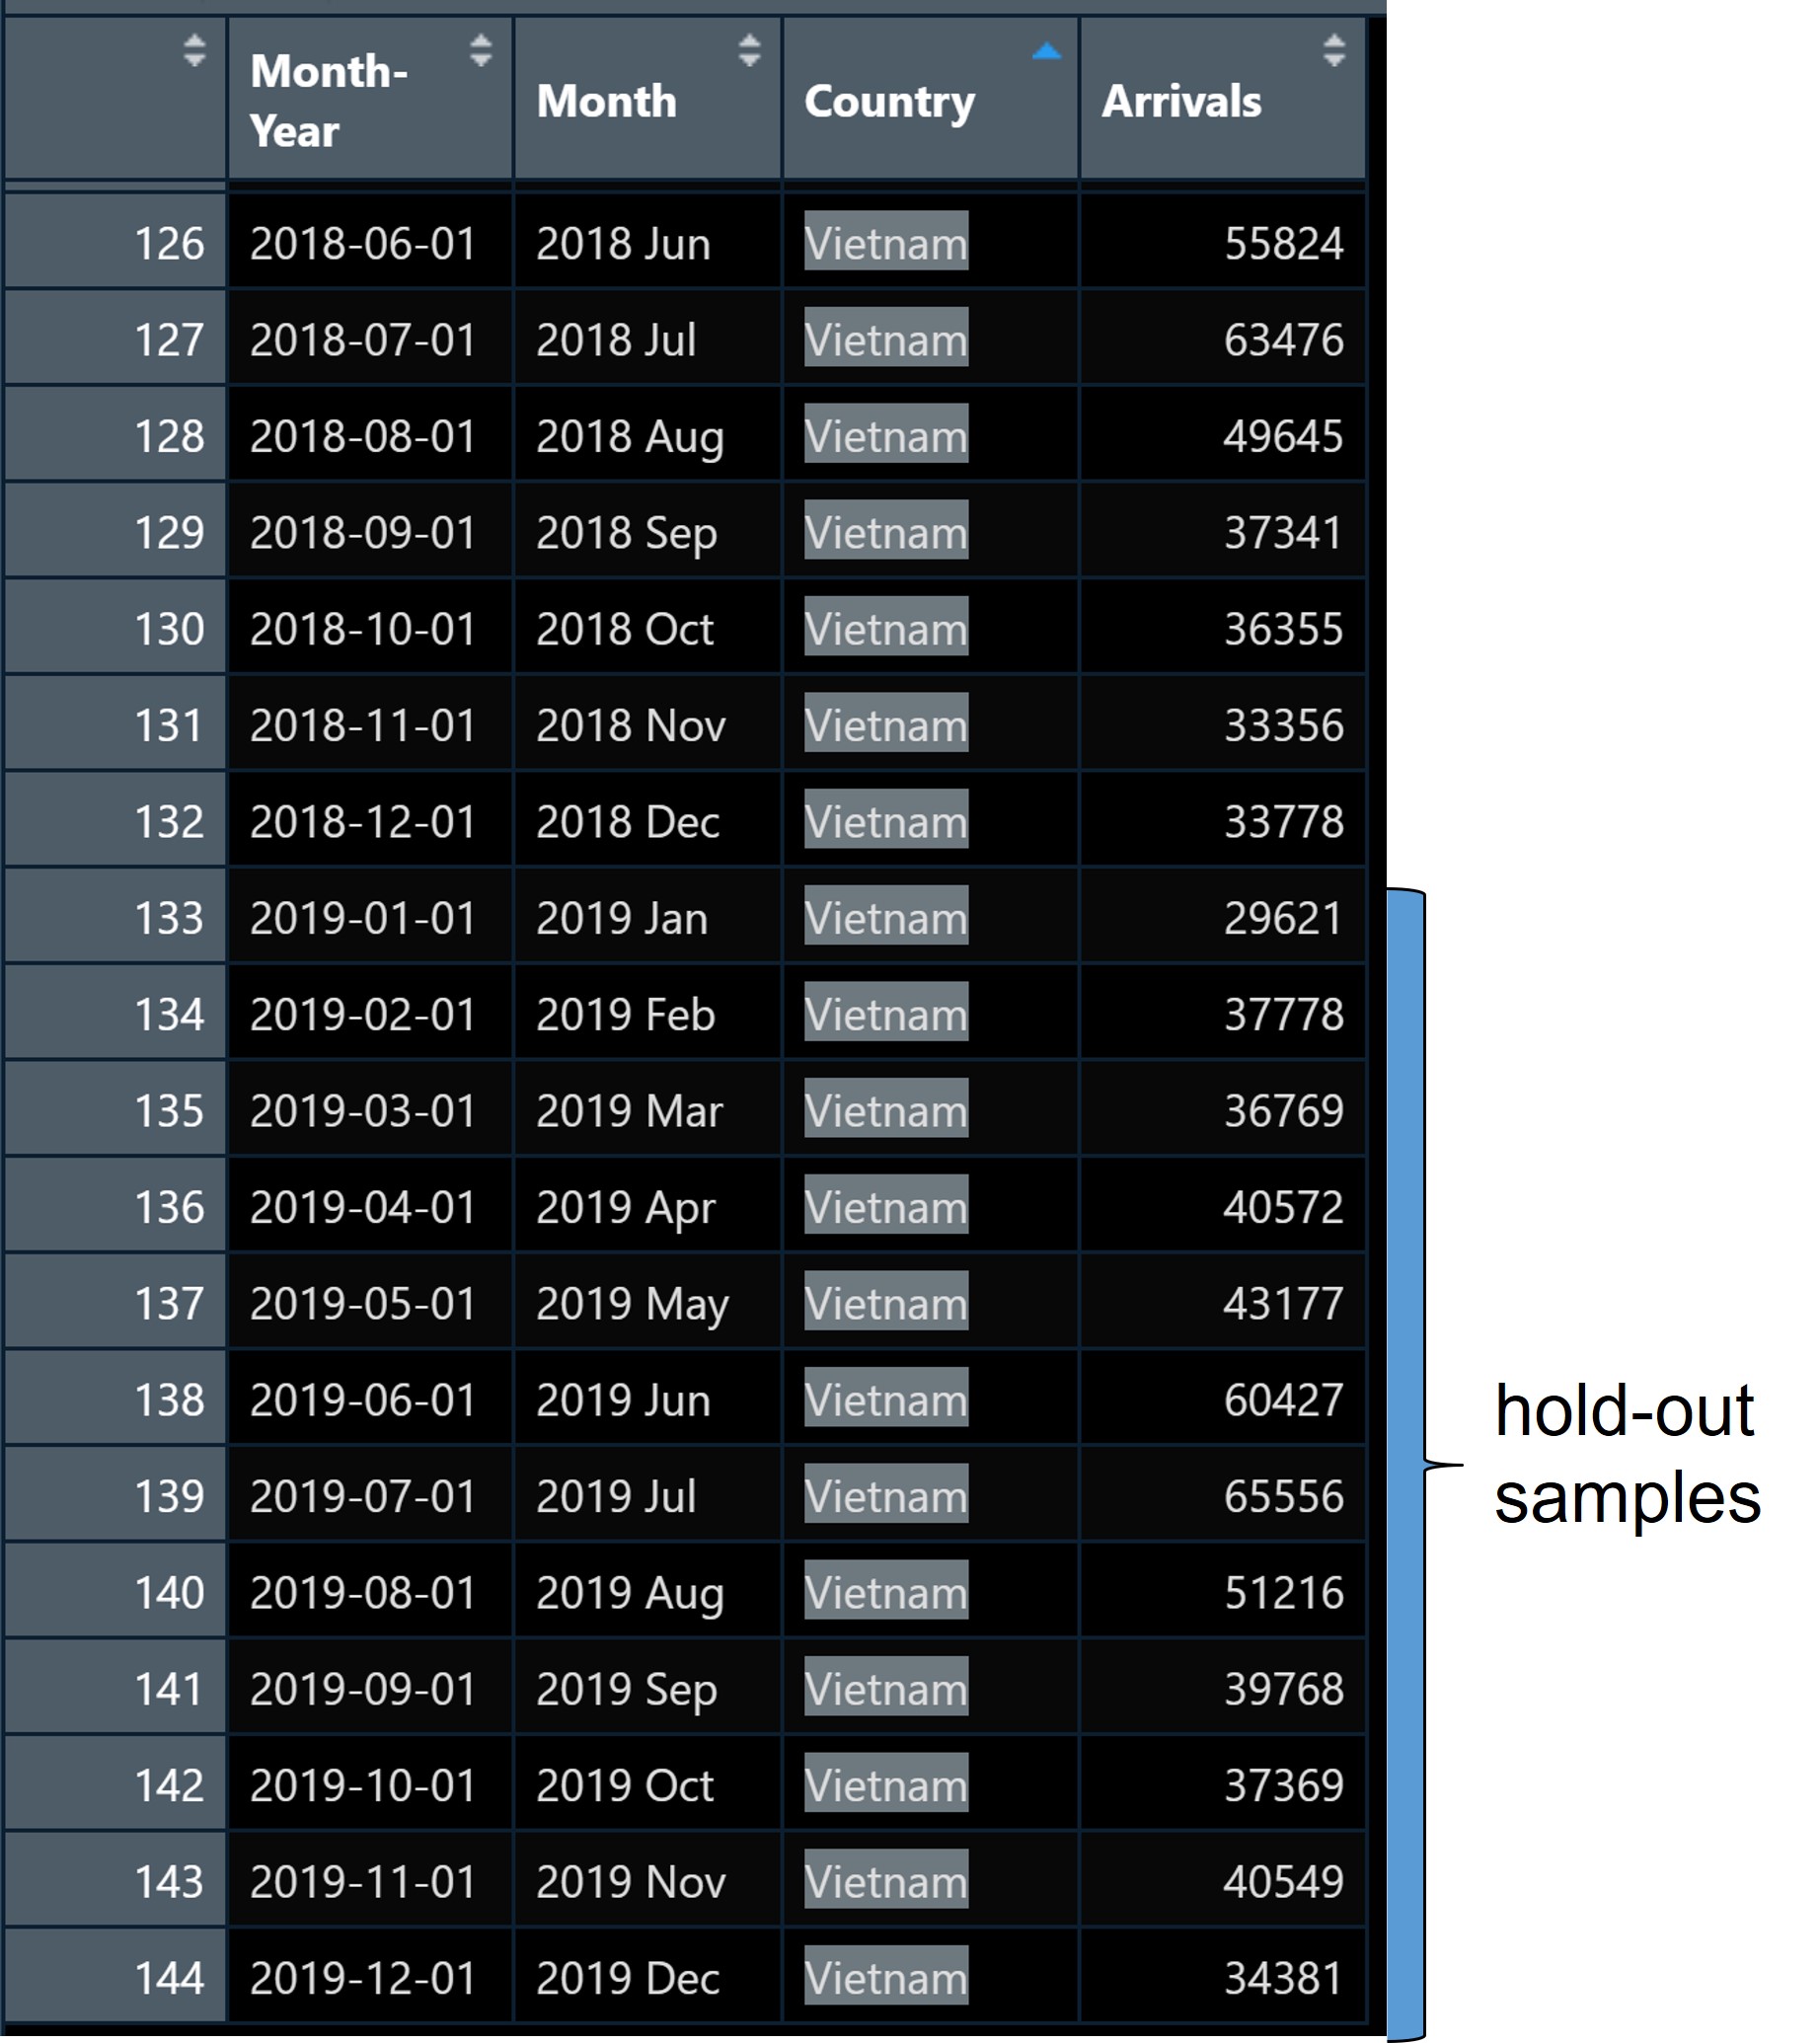 Month-Year Month Country Arrivals
126 2018-06-01 2018 Jun Vietnam 55824
127 2018-07-01 2018 Jul Vietnam 63476
128 2018-08-01 2018 Aug Vietnam 49645
129 2018-09-01 2018 Sep Vietnam 37341
130 2018-10-01 2018 Oct Vietnam 36355
131 2018-11-01 2018 Nov Vietnam 33356
132 2018-12-01 2018 Dec Vietnam 33778
133 2019-01-01 2019 Jan Vietnam 29621
134 2019-02-01 2019 Feb Vietnam 37778
135 2019-03-01 2019 Mar Vietnam 36769
136 2019-04-01 2019 Apr Vietnam 40572
137 2019-05-01 2019 May Vietnam 43177
138 2019-06-01 2019 Jun Vietnam 60427
139 2019-07-01 2019 Jul Vietnam 65556
140 2019-08-01 2019 Aug Vietnam 51216
141 2019-09-01 2019 Sep Vietnam 39768
142 2019-10-01 2019 Oct Vietnam 37369
143 2019-11-01 2019 Nov Vietnam 40549
144 2019-12-01 2019 Dec Vietnam 34381
hold-out
samples